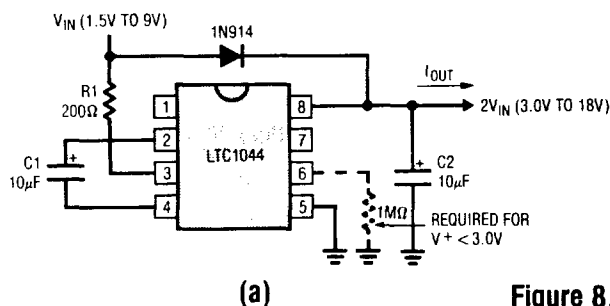 V_IN (1.5V TO 9V)
1N914
I_OUT
R1
200Ω
1
8
2V_IN (3.0V TO 18V)
2
7
LTC1044
C1
10μF
+
3
6
+
C2
10μF
4
5
1MΩ
REQUIRED FOR
V+ <3.0V
(a)
Figure 8.